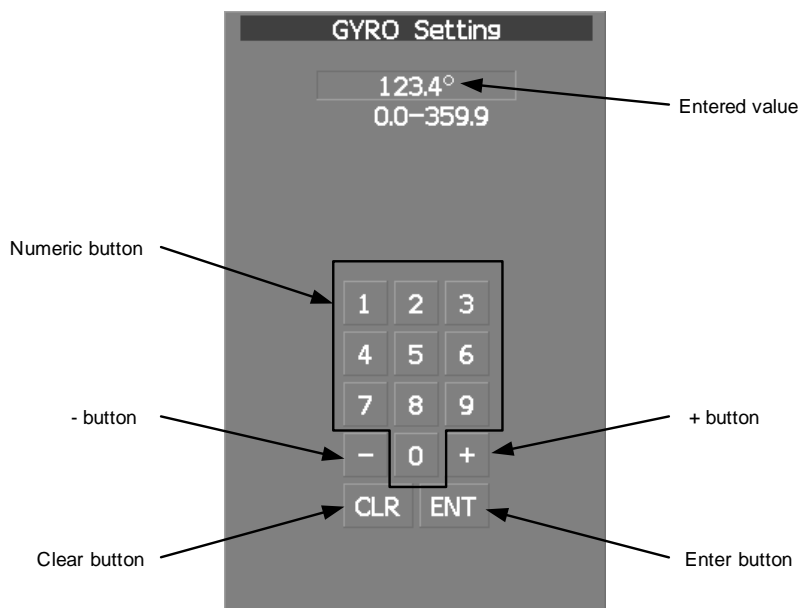 GYRO Setting
123.4°
Entered value
0.0-359.9
Numeric button
1 2 3
4 5 6
7 8 9
- button
+ button
- 0 +
CLR ENT
Clear button
Enter button